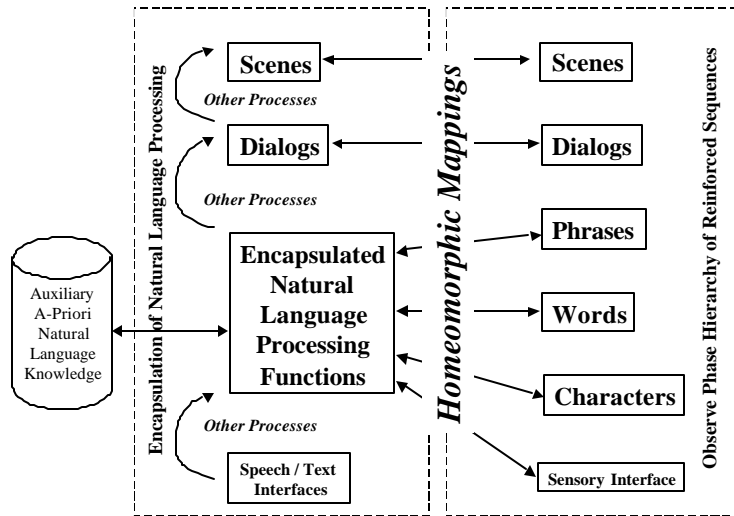 Encapsulation of Natural Language Processing
Scenes
Other Processes
Dialogs
Other Processes
Encapsulated
Natural
Language
Processing
Functions
Other Processes
Speech / Text
Interfaces
Auxiliary
A-Priori
Natural
Language
Knowledge
Homeomorphic Mappings
Scenes
Dialogs
Phrases
Words
Characters
Sensory Interface
Observe Phase Hierarchy of Reinforced Sequences